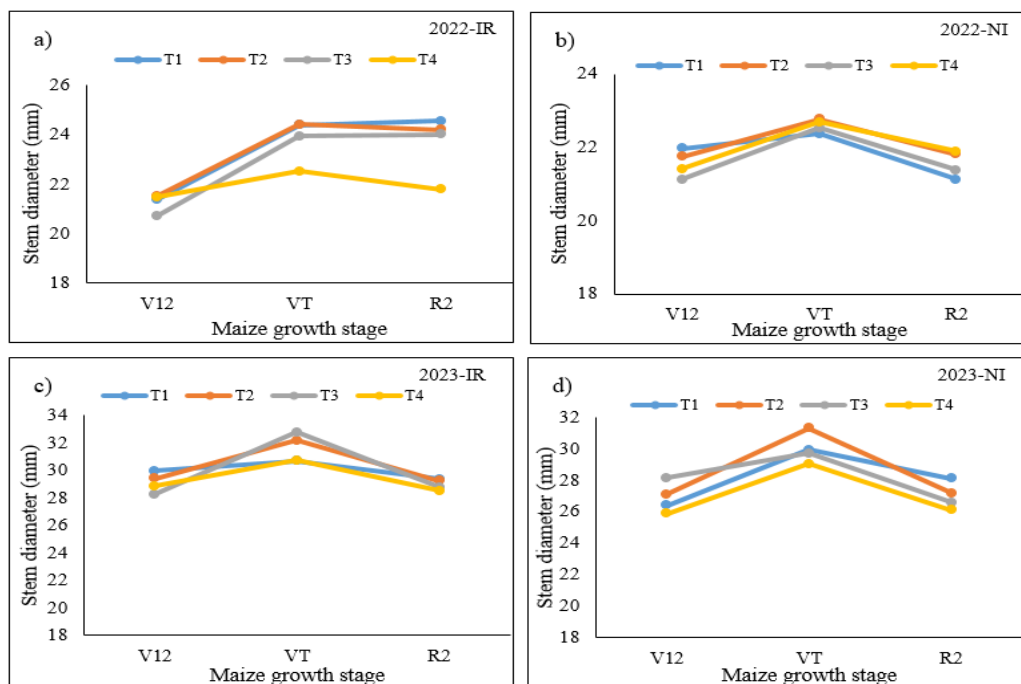 a)
2022-IR
T1 T2 T3 T4
26
24
22
20
18
Stem diameter (mm)
V12 VT R2
Maize growth stage
b)
2022-NI
T1 T2 T3 T4
24
22
20
18
Stem diameter (mm)
V12 VT R2
Maize growth stage
c)
2023-IR
T1 T2 T3 T4
34
32
30
28
26
24
22
20
18
Stem diameter (mm)
V12 VT R2
Maize growth stage
d)
2023-NI
T1 T2 T3 T4
32
30
28
26
24
22
20
18
Stem diameter (mm)
V12 VT R2
Maize growth stage